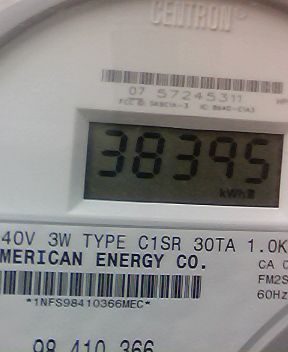 CENTRON
07 57245311
38395
kWh
40V 3W TYPE C1SR 30TA 1.0K
MERICAN ENERGY CO.
CA 0
FM2S
60Hz
*1NFS98410366MEC*
98 410 366